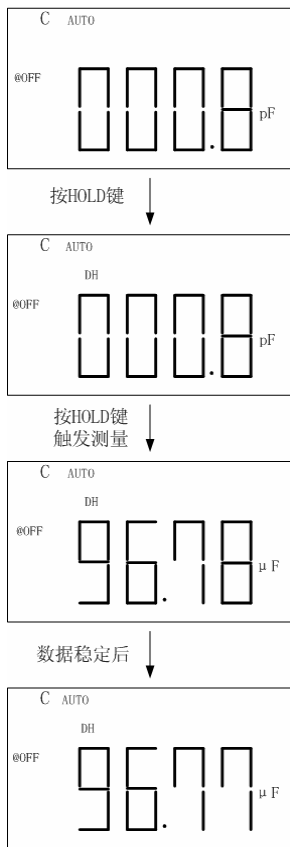 C AUTO
@OFF
000.8 pF
按HOLD键
C AUTO
DH
@OFF
000.8 pF
按HOLD键
触发测量
C AUTO
DH
@OFF
96.78 μF
数据稳定后
C AUTO
DH
@OFF
96.77 μF